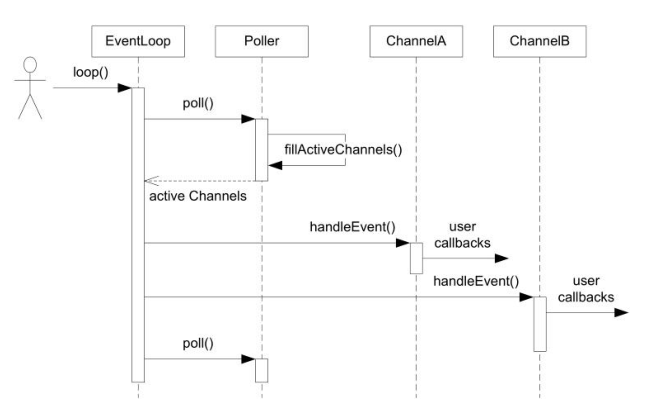 EventLoop
Poller
ChannelA
ChannelB
loop()
poll()
fillActiveChannels()
active Channels
handleEvent()
user
callbacks
handleEvent()
user
callbacks
poll()